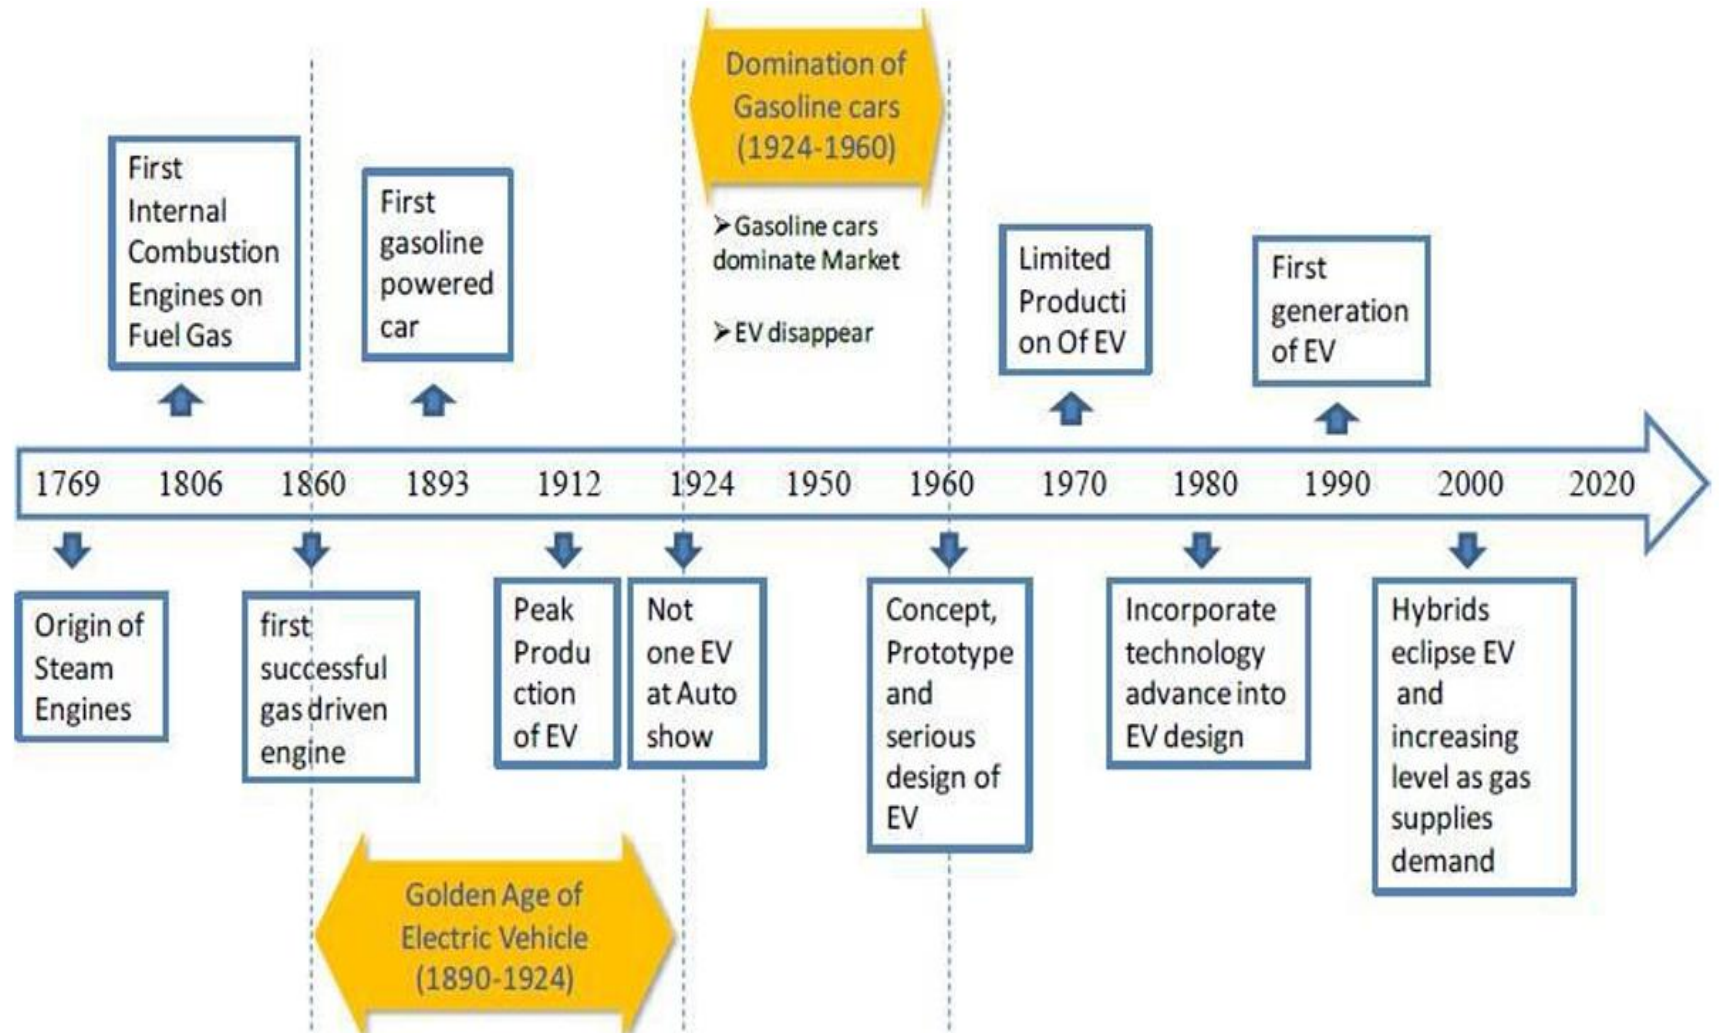 Domination of
Gasoline cars
(1924-1960)
First
Internal
Combustion
Engines on
Fuel Gas
First
gasoline
powered
car
➢Gasoline cars
dominate Market
➢EV disappear
Limited
Producti
on Of EV
First
generation
of EV
1769 1806 1860 1893 1912 1924 1950 1960 1970 1980 1990 2000 2020
Origin of
Steam
Engines
first
successful
gas driven
engine
Peak
Produ
ction
of EV
Not
one EV
at Auto
show
Concept,
Prototype
and
serious
design of
EV
Incorporate
technology
advance into
EV design
Hybrids
eclipse EV
and
increasing
level as gas
supplies
demand
Golden Age of
Electric Vehicle
(1890-1924)